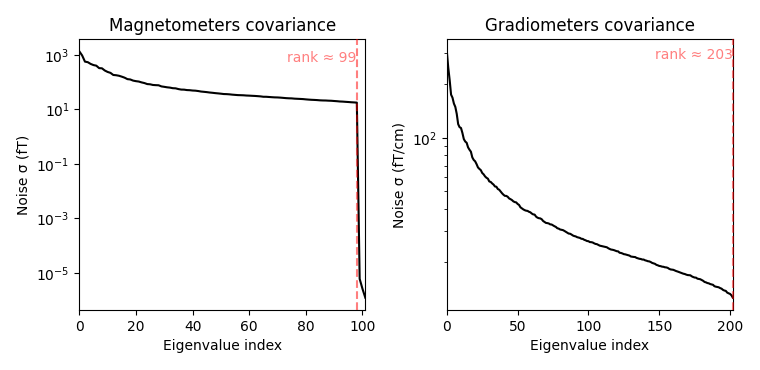 Magnetometers covariance
rank ≈ 99
10³
10¹
10⁻¹
10⁻³
10⁻⁵
Noise σ (fT)
0 20 40 60 80 100
Eigenvalue index
Gradiometers covariance
rank ≈ 203
10²
Noise σ (fT/cm)
0 50 100 150 200
Eigenvalue index